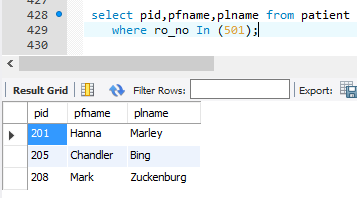 427
428 select pid,pfname,plname from patient
429 where ro_no In (501);
430
Result Grid Filter Rows: Export:
pid pfname plname
201 Hanna Marley
205 Chandler Bing
208 Mark Zuckenburg